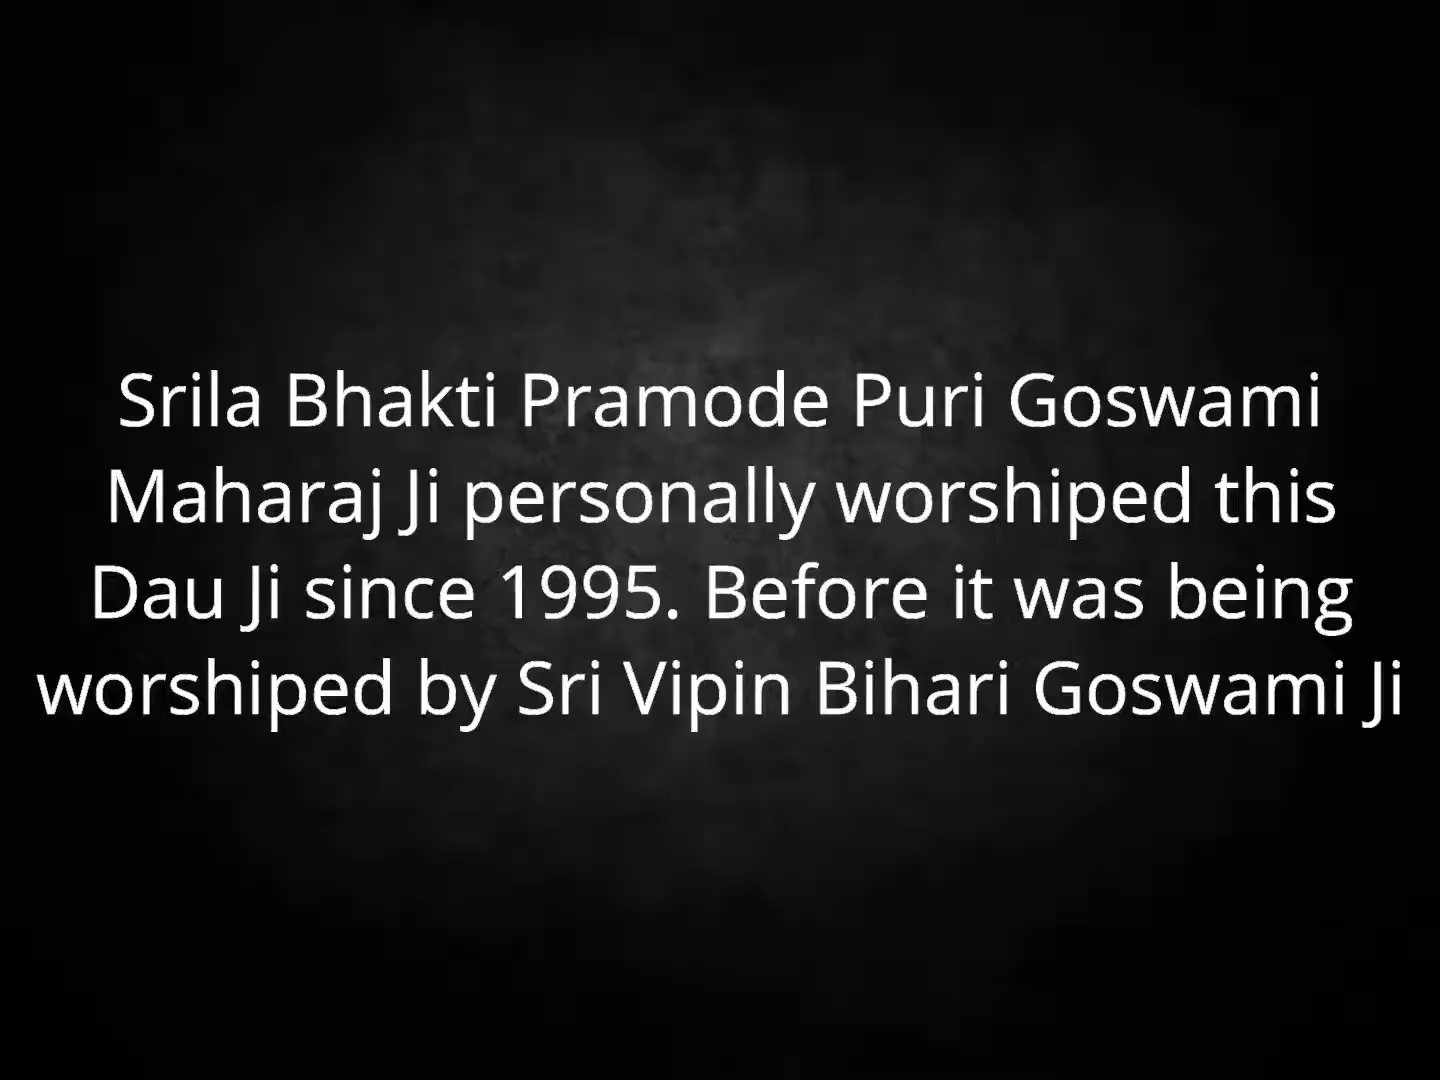 Srila Bhakti Pramode Puri Goswami
Maharaj Ji personally worshiped this
Dau Ji since 1995. Before it was being
worshiped by Sri Vipin Bihari Goswami Ji